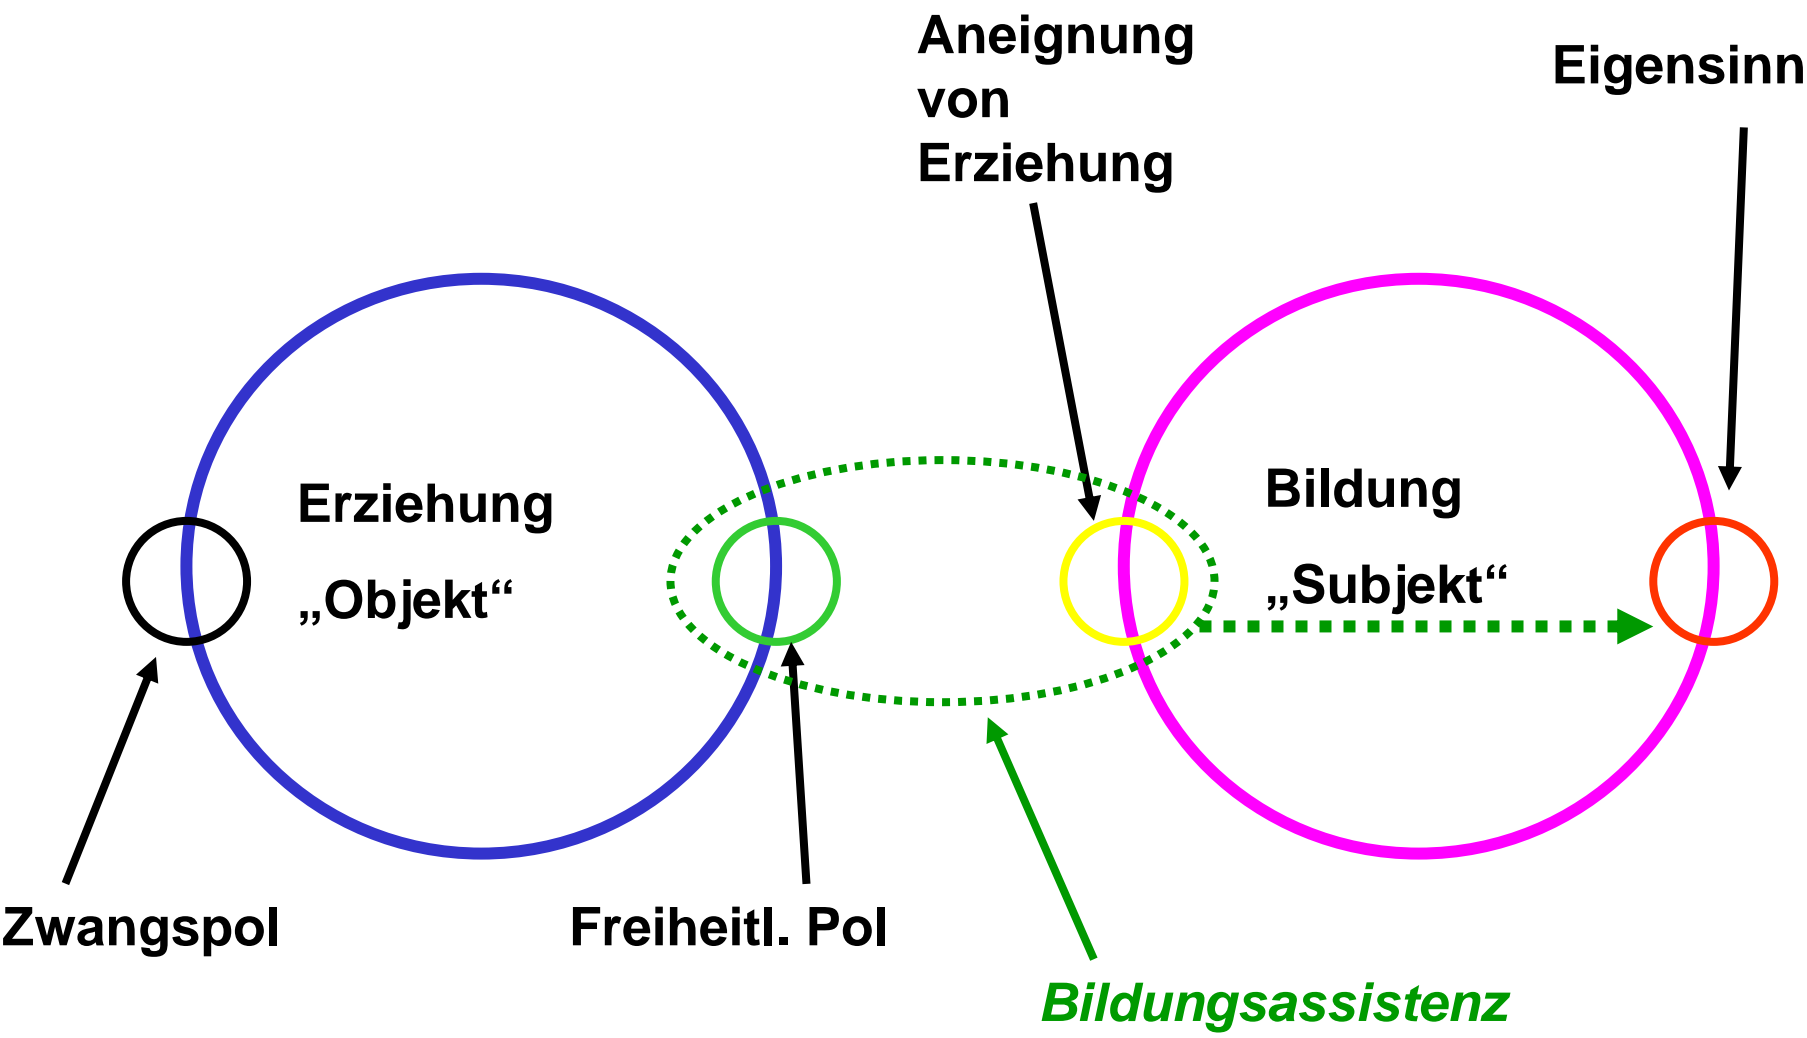 Aneignung
von
Erziehung
Eigensinn
Erziehung
„Objekt“
Bildung
„Subjekt“
Zwangspol
Freiheitl. Pol
Bildungsassistenz